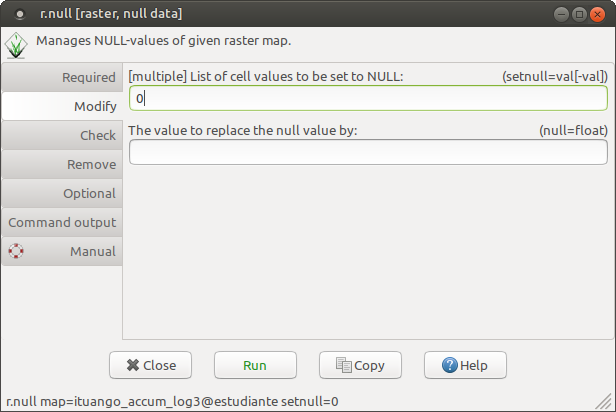 r.null [raster, null data]
Manages NULL-values of given raster map.
Required
[multiple] List of cell values to be set to NULL: (setnull=val[-val])
Modify
0
Check
The value to replace the null value by: (null=float)
Remove
Optional
Command output
Manual
Close Run Copy Help
r.null map=ituango_accum_log3@estudiante setnull=0